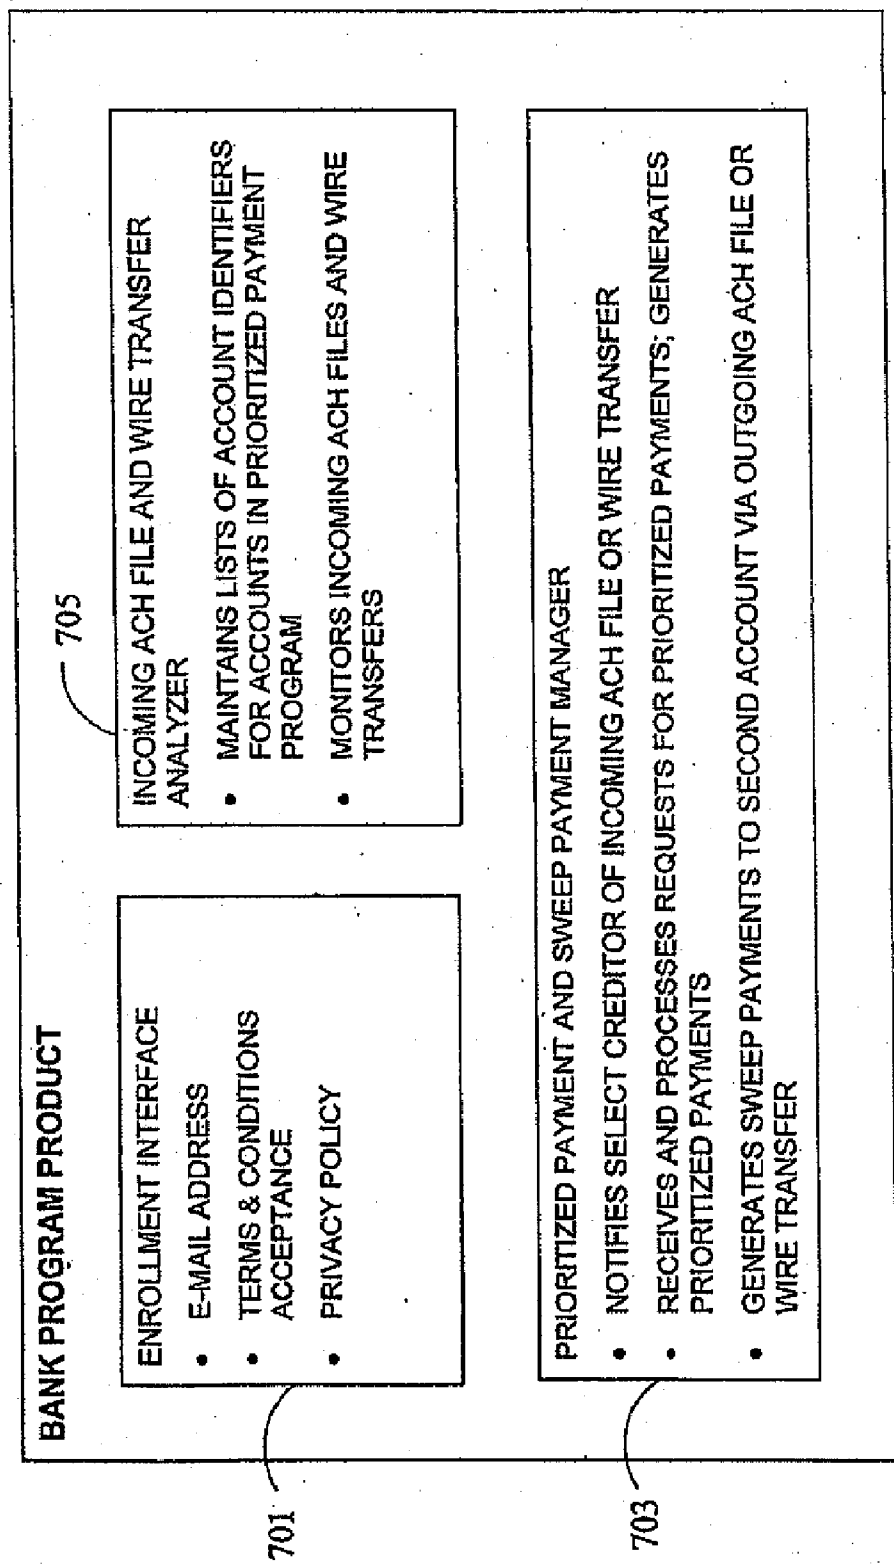 BANK PROGRAM PRODUCT
701
ENROLLMENT INTERFACE
• E-MAIL ADDRESS
• TERMS & CONDITIONS
ACCEPTANCE
• PRIVACY POLICY
705
INCOMING ACH FILE AND WIRE TRANSFER
ANALYZER
• MAINTAINS LISTS OF ACCOUNT IDENTIFIERS
FOR ACCOUNTS IN PRIORITIZED PAYMENT
PROGRAM
• MONITORS INCOMING ACH FILES AND WIRE
TRANSFERS
703
PRIORITIZED PAYMENT AND SWEEP PAYMENT MANAGER
• NOTIFIES SELECT CREDITOR OF INCOMING ACH FILE OR WIRE TRANSFER
• RECEIVES AND PROCESSES REQUESTS FOR PRIORITIZED PAYMENTS; GENERATES
PRIORITIZED PAYMENTS
• GENERATES SWEEP PAYMENTS TO SECOND ACCOUNT VIA OUTGOING ACH FILE OR
WIRE TRANSFER